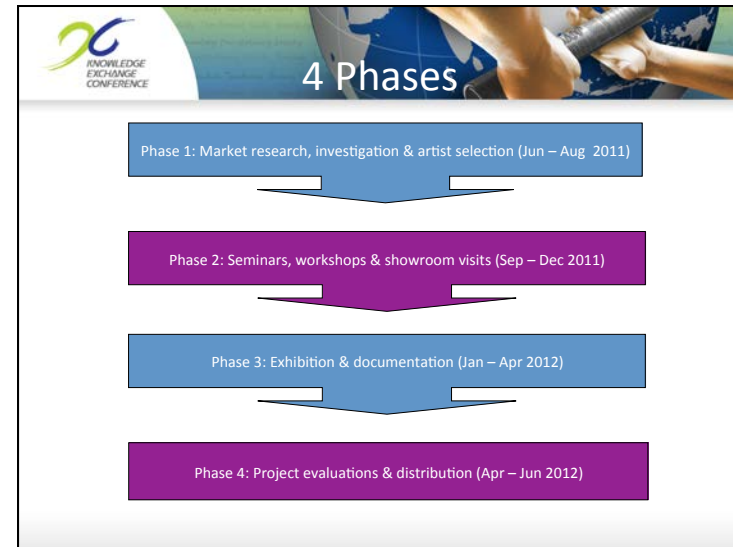 KNOWLEDGE
EXCHANGE
CONFERENCE
4 Phases
Phase 1: Market research, investigation & artist selection (Jun – Aug 2011)
Phase 2: Seminars, workshops & showroom visits (Sep – Dec 2011)
Phase 3: Exhibition & documentation (Jan – Apr 2012)
Phase 4: Project evaluations & distribution (Apr – Jun 2012)